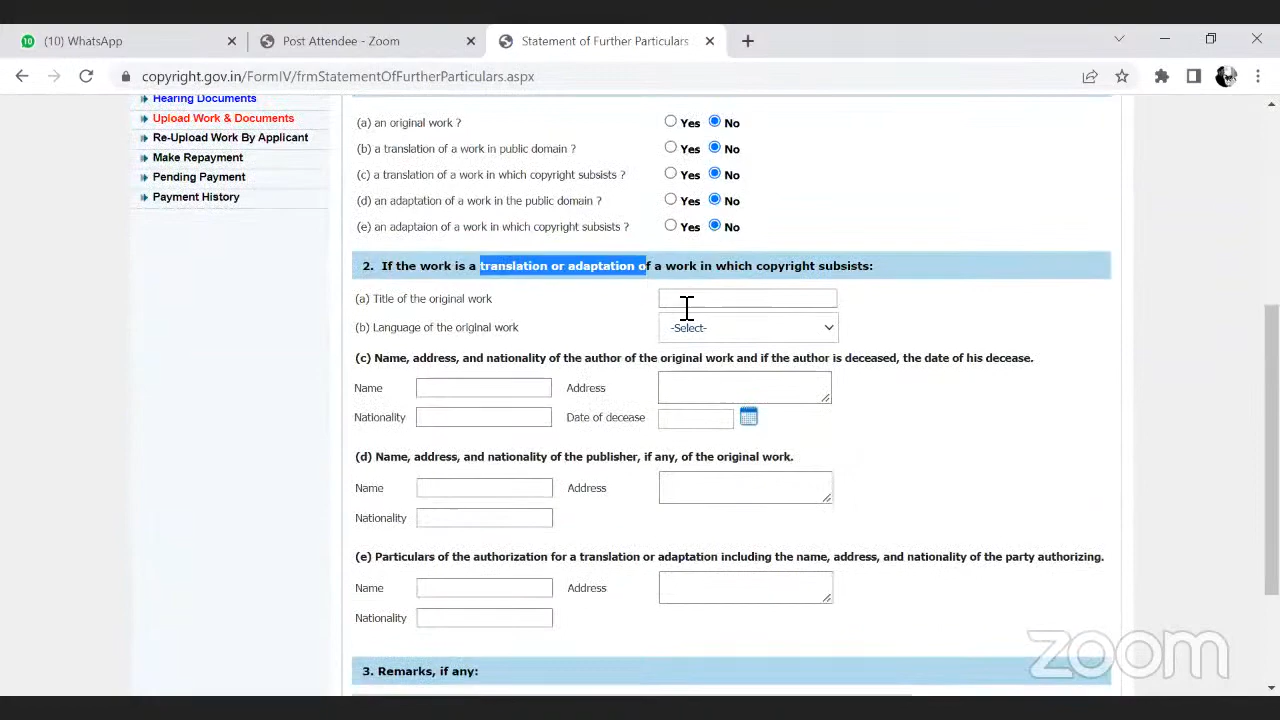 10 (10) WhatsApp
Post Attendee - Zoom
Statement of Further Particulars
copyright.gov.in/FormIV/frmStatementOfFurtherParticulars.aspx
Hearing Documents
Upload Work & Documents
Re-Upload Work By Applicant
Make Repayment
Pending Payment
Payment History
(a) an original work ? Yes No
(b) a translation of a work in public domain ? Yes No
(c) a translation of a work in which copyright subsists ? Yes No
(d) an adaptation of a work in the public domain ? Yes No
(e) an adaptaion of a work in which copyright subsists ? Yes No
2. If the work is a translation or adaptation of a work in which copyright subsists:
(a) Title of the original work
(b) Language of the original work -Select-
(c) Name, address, and nationality of the author of the original work and if the author is deceased, the date of his decease.
Name Address
Nationality Date of decease
(d) Name, address, and nationality of the publisher, if any, of the original work.
Name Address
Nationality
(e) Particulars of the authorization for a translation or adaptation including the name, address, and nationality of the party authorizing.
Name Address
Nationality
zoom
3. Remarks, if any: